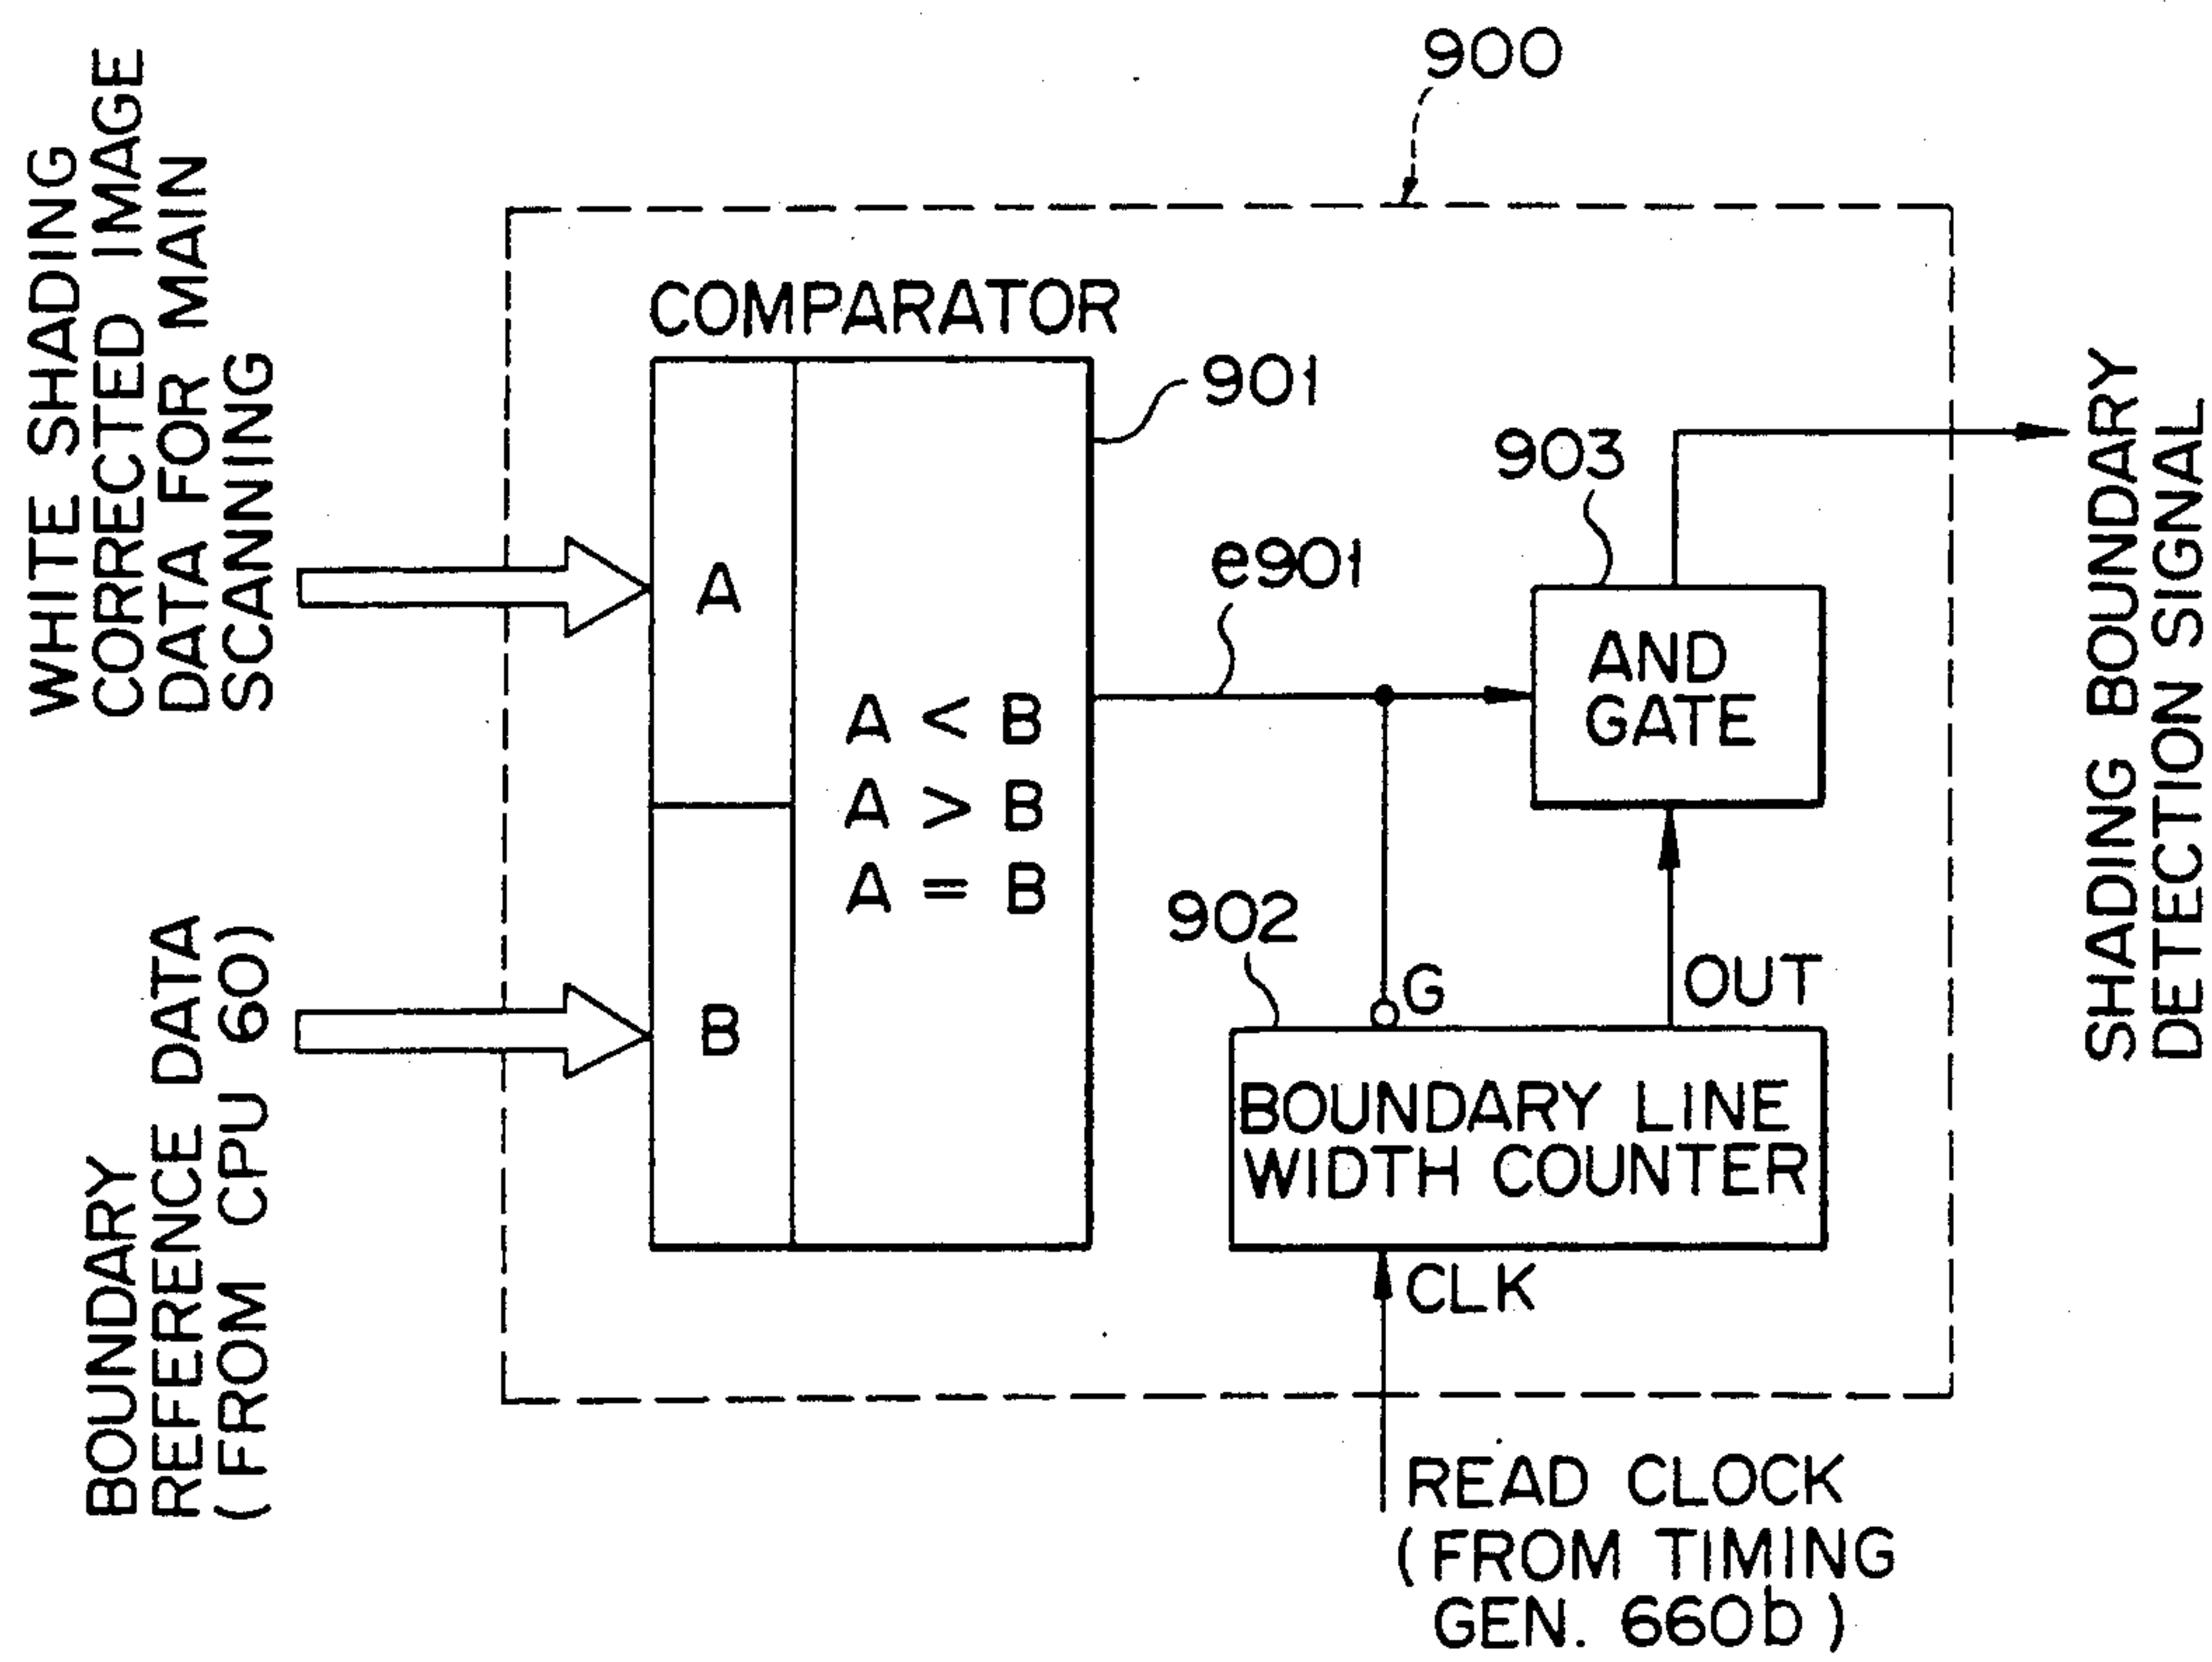 900
WHITE SHADING
CORRECTED IMAGE
DATA FOR MAIN
SCANNING
COMPARATOR
901
903
A
e901
AND
GATE
A < B
A > B
A = B
SHADING BOUNDARY
DETECTION SIGNAL
BOUNDARY
REFERENCE DATA
(FROM CPU 60)
B
902
G
OUT
BOUNDARY LINE
WIDTH COUNTER
CLK
READ CLOCK
(FROM TIMING
GEN. 660b)